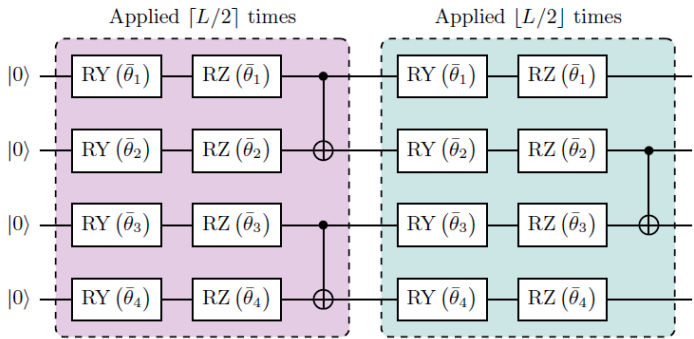 Applied ⌈L/2⌉ times Applied ⌊L/2⌋ times
|0⟩ RY (θ̄₁) RZ (θ̄₁) RY (θ̄₁) RZ (θ̄₁)
|0⟩ RY (θ̄₂) RZ (θ̄₂) RY (θ̄₂) RZ (θ̄₂)
|0⟩ RY (θ̄₃) RZ (θ̄₃) RY (θ̄₃) RZ (θ̄₃)
|0⟩ RY (θ̄₄) RZ (θ̄₄) RY (θ̄₄) RZ (θ̄₄)